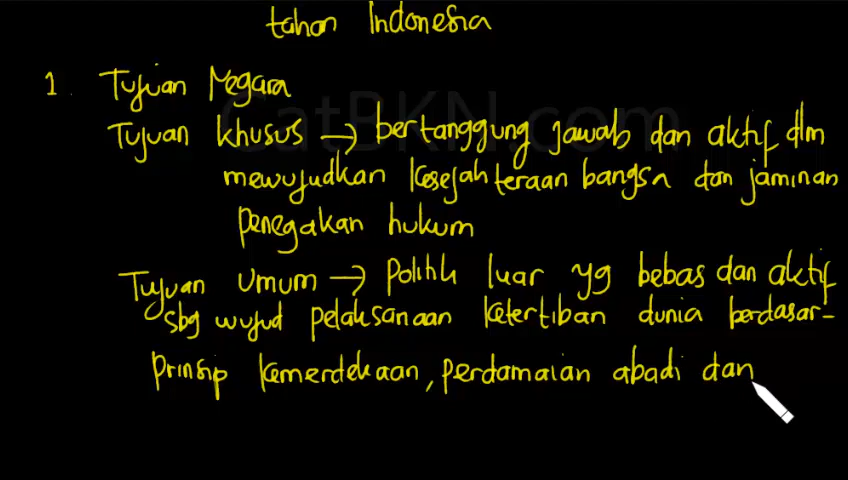 tahan Indonesia
1. Tujuan Negara
CatBKN.com
Tujuan khusus → bertanggung jawab dan aktif dlm
mewujudkan kesejahteraan bangsa dan jaminan
penegakan hukum
Tujuan umum → Politik luar yg bebas dan aktif
sbg wujud pelaksanaan ketertiban dunia berdasar-
prinsip kemerdekaan, perdamaian abadi dan